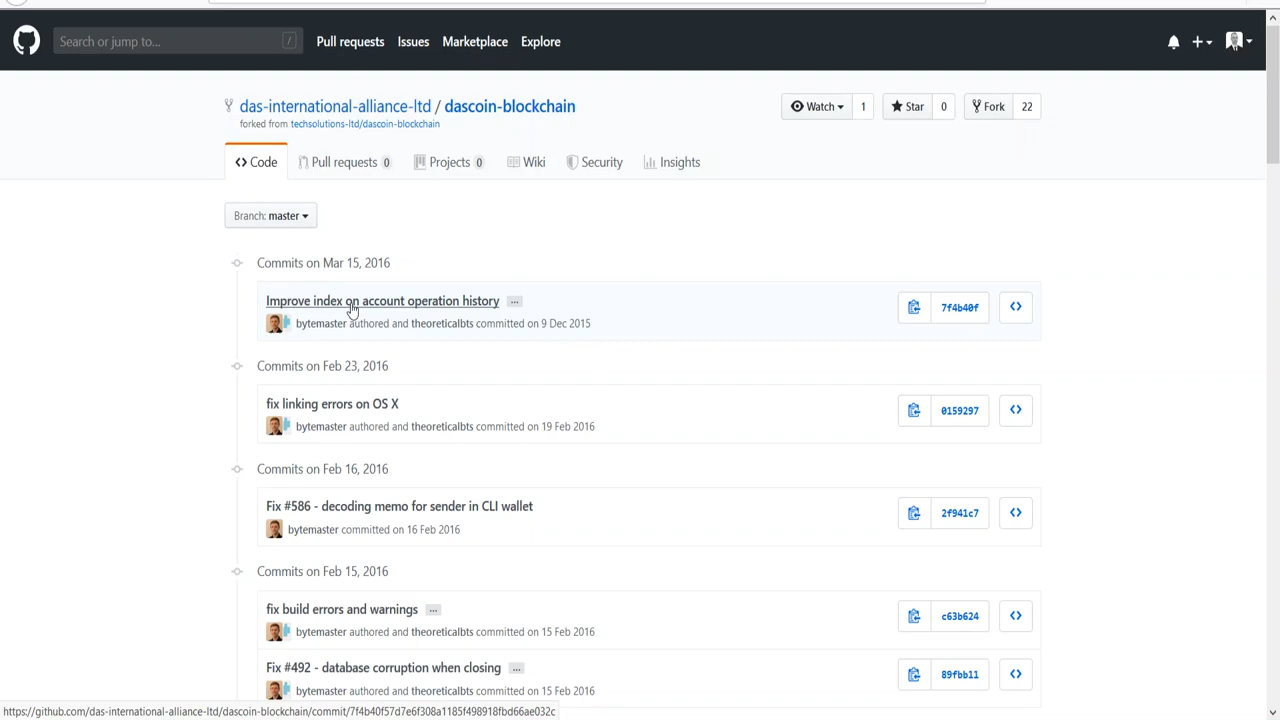 Search or jump to... /
Pull requests Issues Marketplace Explore
das-international-alliance-ltd / dascoin-blockchain
Watch 1 Star 0 Fork 22
forked from techsolutions-ltd/dascoin-blockchain
Code Pull requests 0 Projects 0 Wiki Security Insights
Branch: master
Commits on Mar 15, 2016
Improve index on account operation history ...
7f4b40f
bytemaster authored and theoreticalbts committed on 9 Dec 2015
Commits on Feb 23, 2016
fix linking errors on OS X
0159297
bytemaster authored and theoreticalbts committed on 19 Feb 2016
Commits on Feb 16, 2016
Fix #586 - decoding memo for sender in CLI wallet
2f941c7
bytemaster committed on 16 Feb 2016
Commits on Feb 15, 2016
fix build errors and warnings ...
c63b624
bytemaster authored and theoreticalbts committed on 15 Feb 2016
Fix #492 - database corruption when closing ...
89fbb11
bytemaster authored and theoreticalbts committed on 15 Feb 2016
https://github.com/das-international-alliance-ltd/dascoin-blockchain/commit/7f4b40f57d7e6f308a1185f498918fbd66ae032c